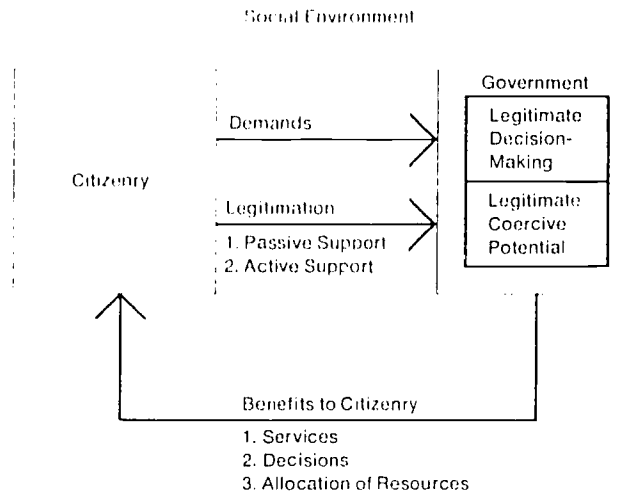 Social Environment
Government
Legitimate
Decision-
Making
Demands
Citizenry
Legitimation
1. Passive Support
2. Active Support
Legitimate
Coercive
Potential
Benefits to Citizenry
1. Services
2. Decisions
3. Allocation of Resources